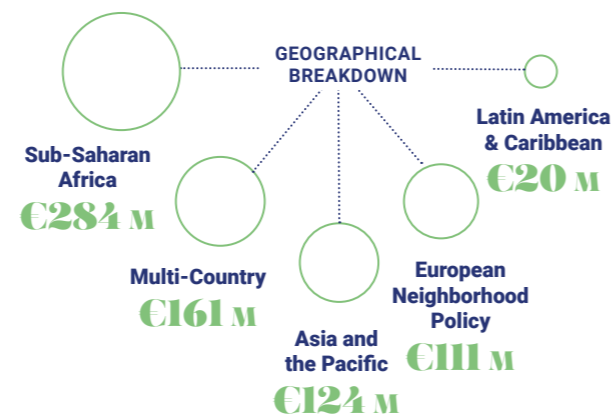 GEOGRAPHICAL
BREAKDOWN
Sub-Saharan
Africa
€284 M
Multi-Country
€161 M
Asia and
the Pacific
€124 M
European
Neighborhood
Policy
€111 M
Latin America
& Caribbean
€20 M